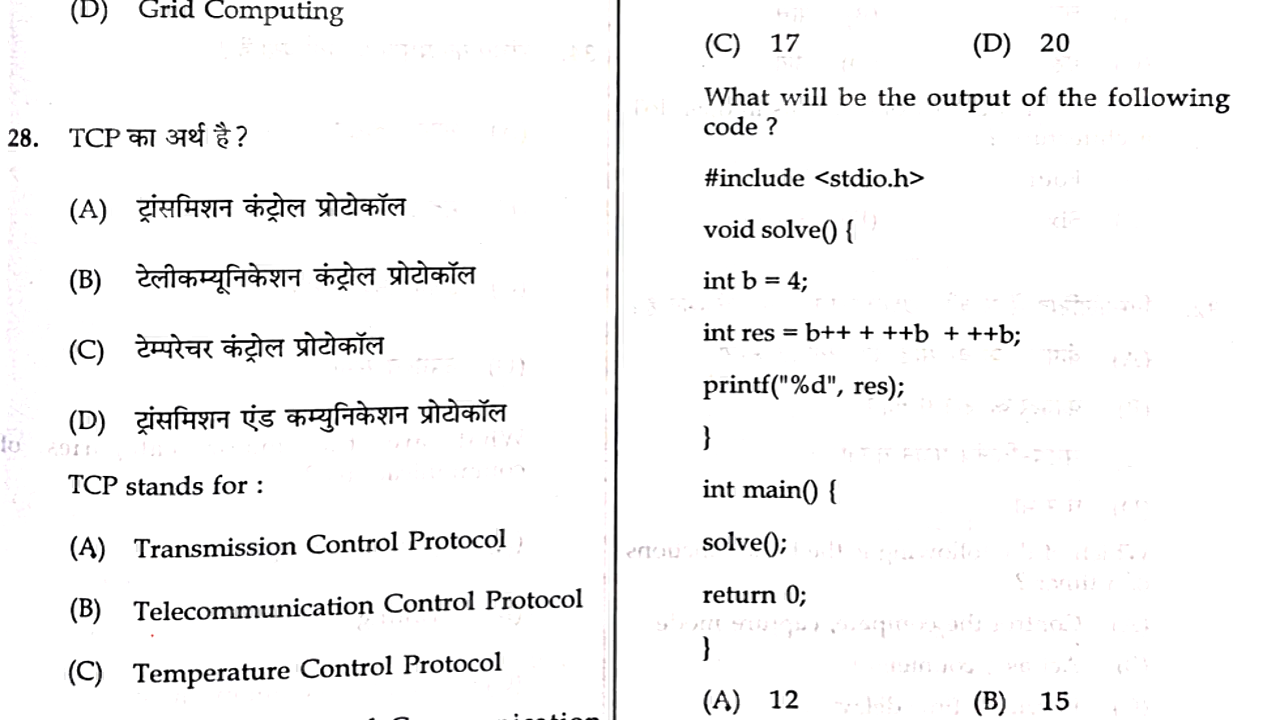 (D) Grid Computing
28. TCP का अर्थ है ?
(A) ट्रांसमिशन कंट्रोल प्रोटोकॉल
(B) टेलीकम्यूनिकेशन कंट्रोल प्रोटोकॉल
(C) टेम्परेचर कंट्रोल प्रोटोकॉल
(D) ट्रांसमिशन एंड कम्युनिकेशन प्रोटोकॉल
TCP stands for :
(A) Transmission Control Protocol
(B) Telecommunication Control Protocol
(C) Temperature Control Protocol
(C) 17 (D) 20
What will be the output of the following
code ?
#include <stdio.h>
void solve() {
int b = 4;
int res = b++ + ++b + ++b;
printf("%d", res);
}
int main() {
solve();
return 0;
}
(A) 12 (B) 15